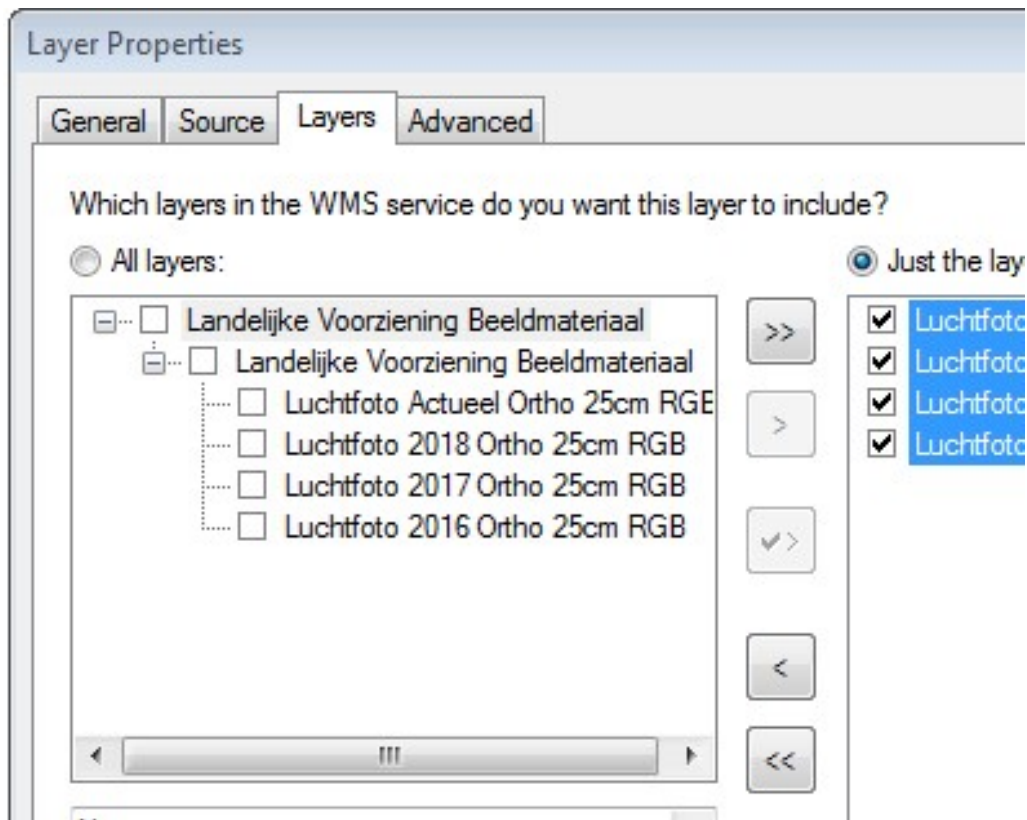 Layer Properties
General Source Layers Advanced
Which layers in the WMS service do you want this layer to include?
All layers:
Just the lay
Landelijke Voorziening Beeldmateriaal
Landelijke Voorziening Beeldmateriaal
Luchtfoto Actueel Ortho 25cm RGB
Luchtfoto 2018 Ortho 25cm RGB
Luchtfoto 2017 Ortho 25cm RGB
Luchtfoto 2016 Ortho 25cm RGB
>>
>
>
<
<<
Luchtfoto
Luchtfoto
Luchtfoto
Luchtfoto